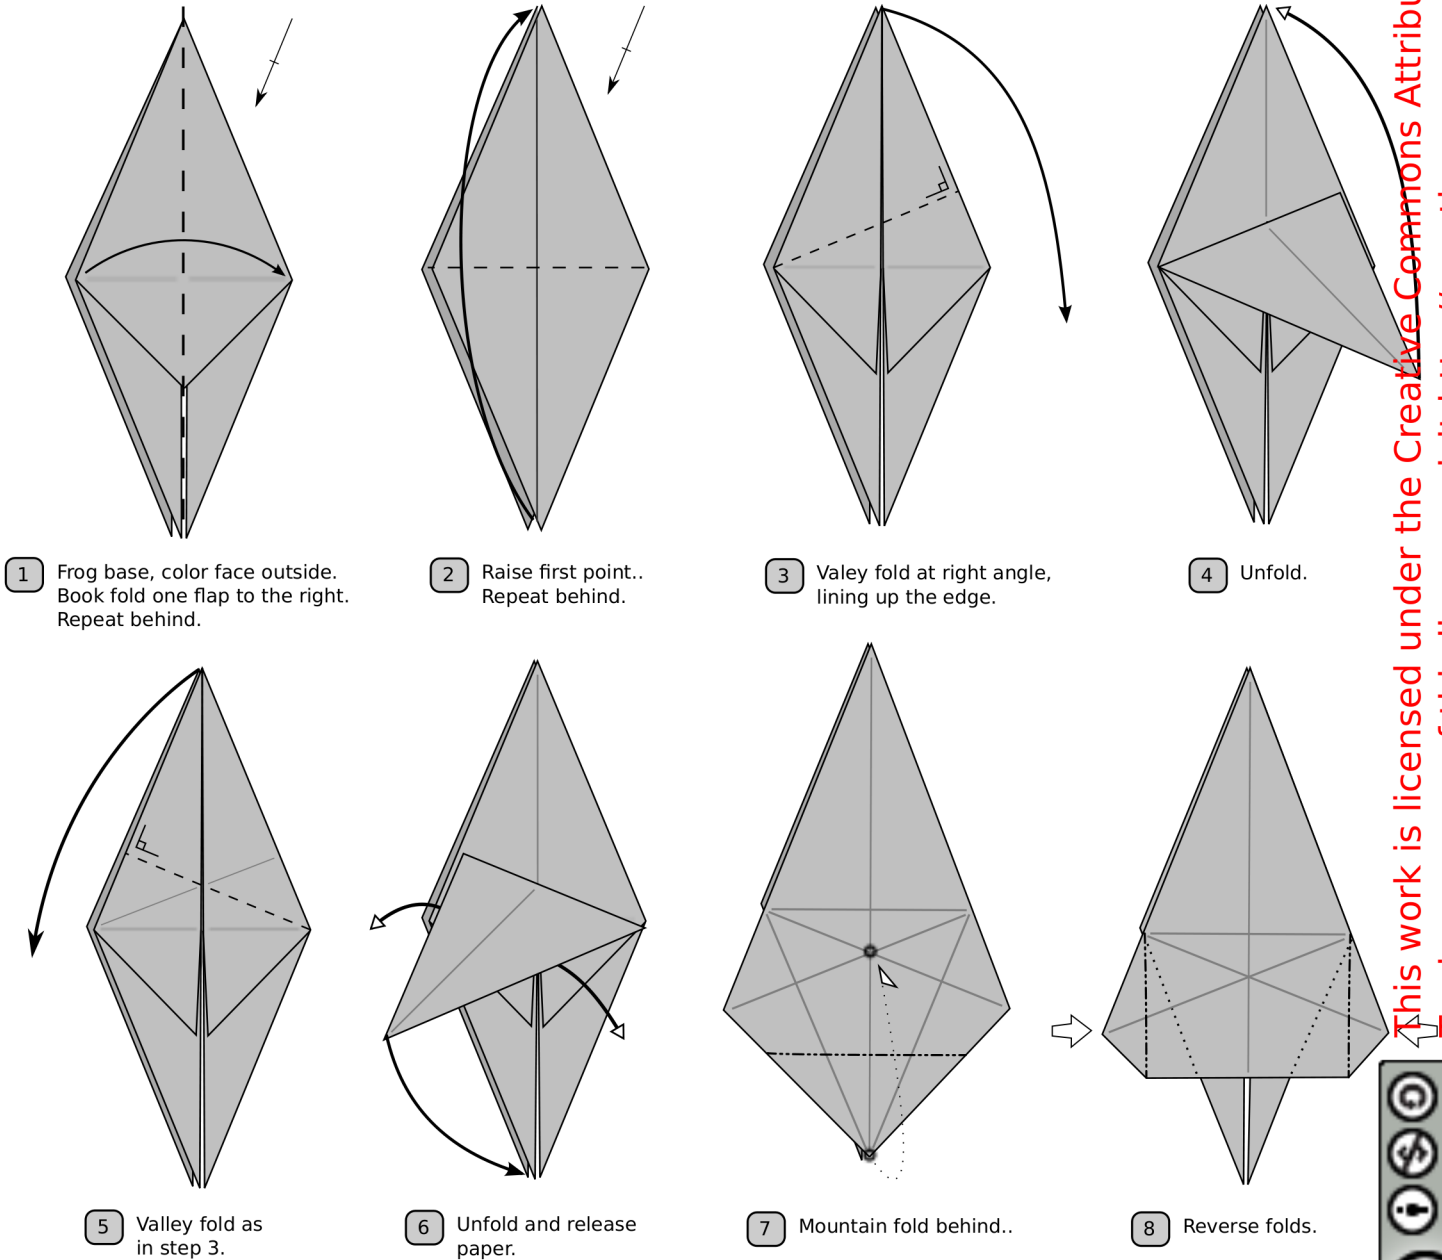 1 Frog base, color face outside.
Book fold one flap to the right.
Repeat behind.
2 Raise first point..
Repeat behind.
3 Valey fold at right angle,
lining up the edge.
4 Unfold.
5 Valley fold as
in step 3.
6 Unfold and release
paper.
7 Mountain fold behind..
8 Reverse folds.
This work is licensed under the Creative Commons Attribu